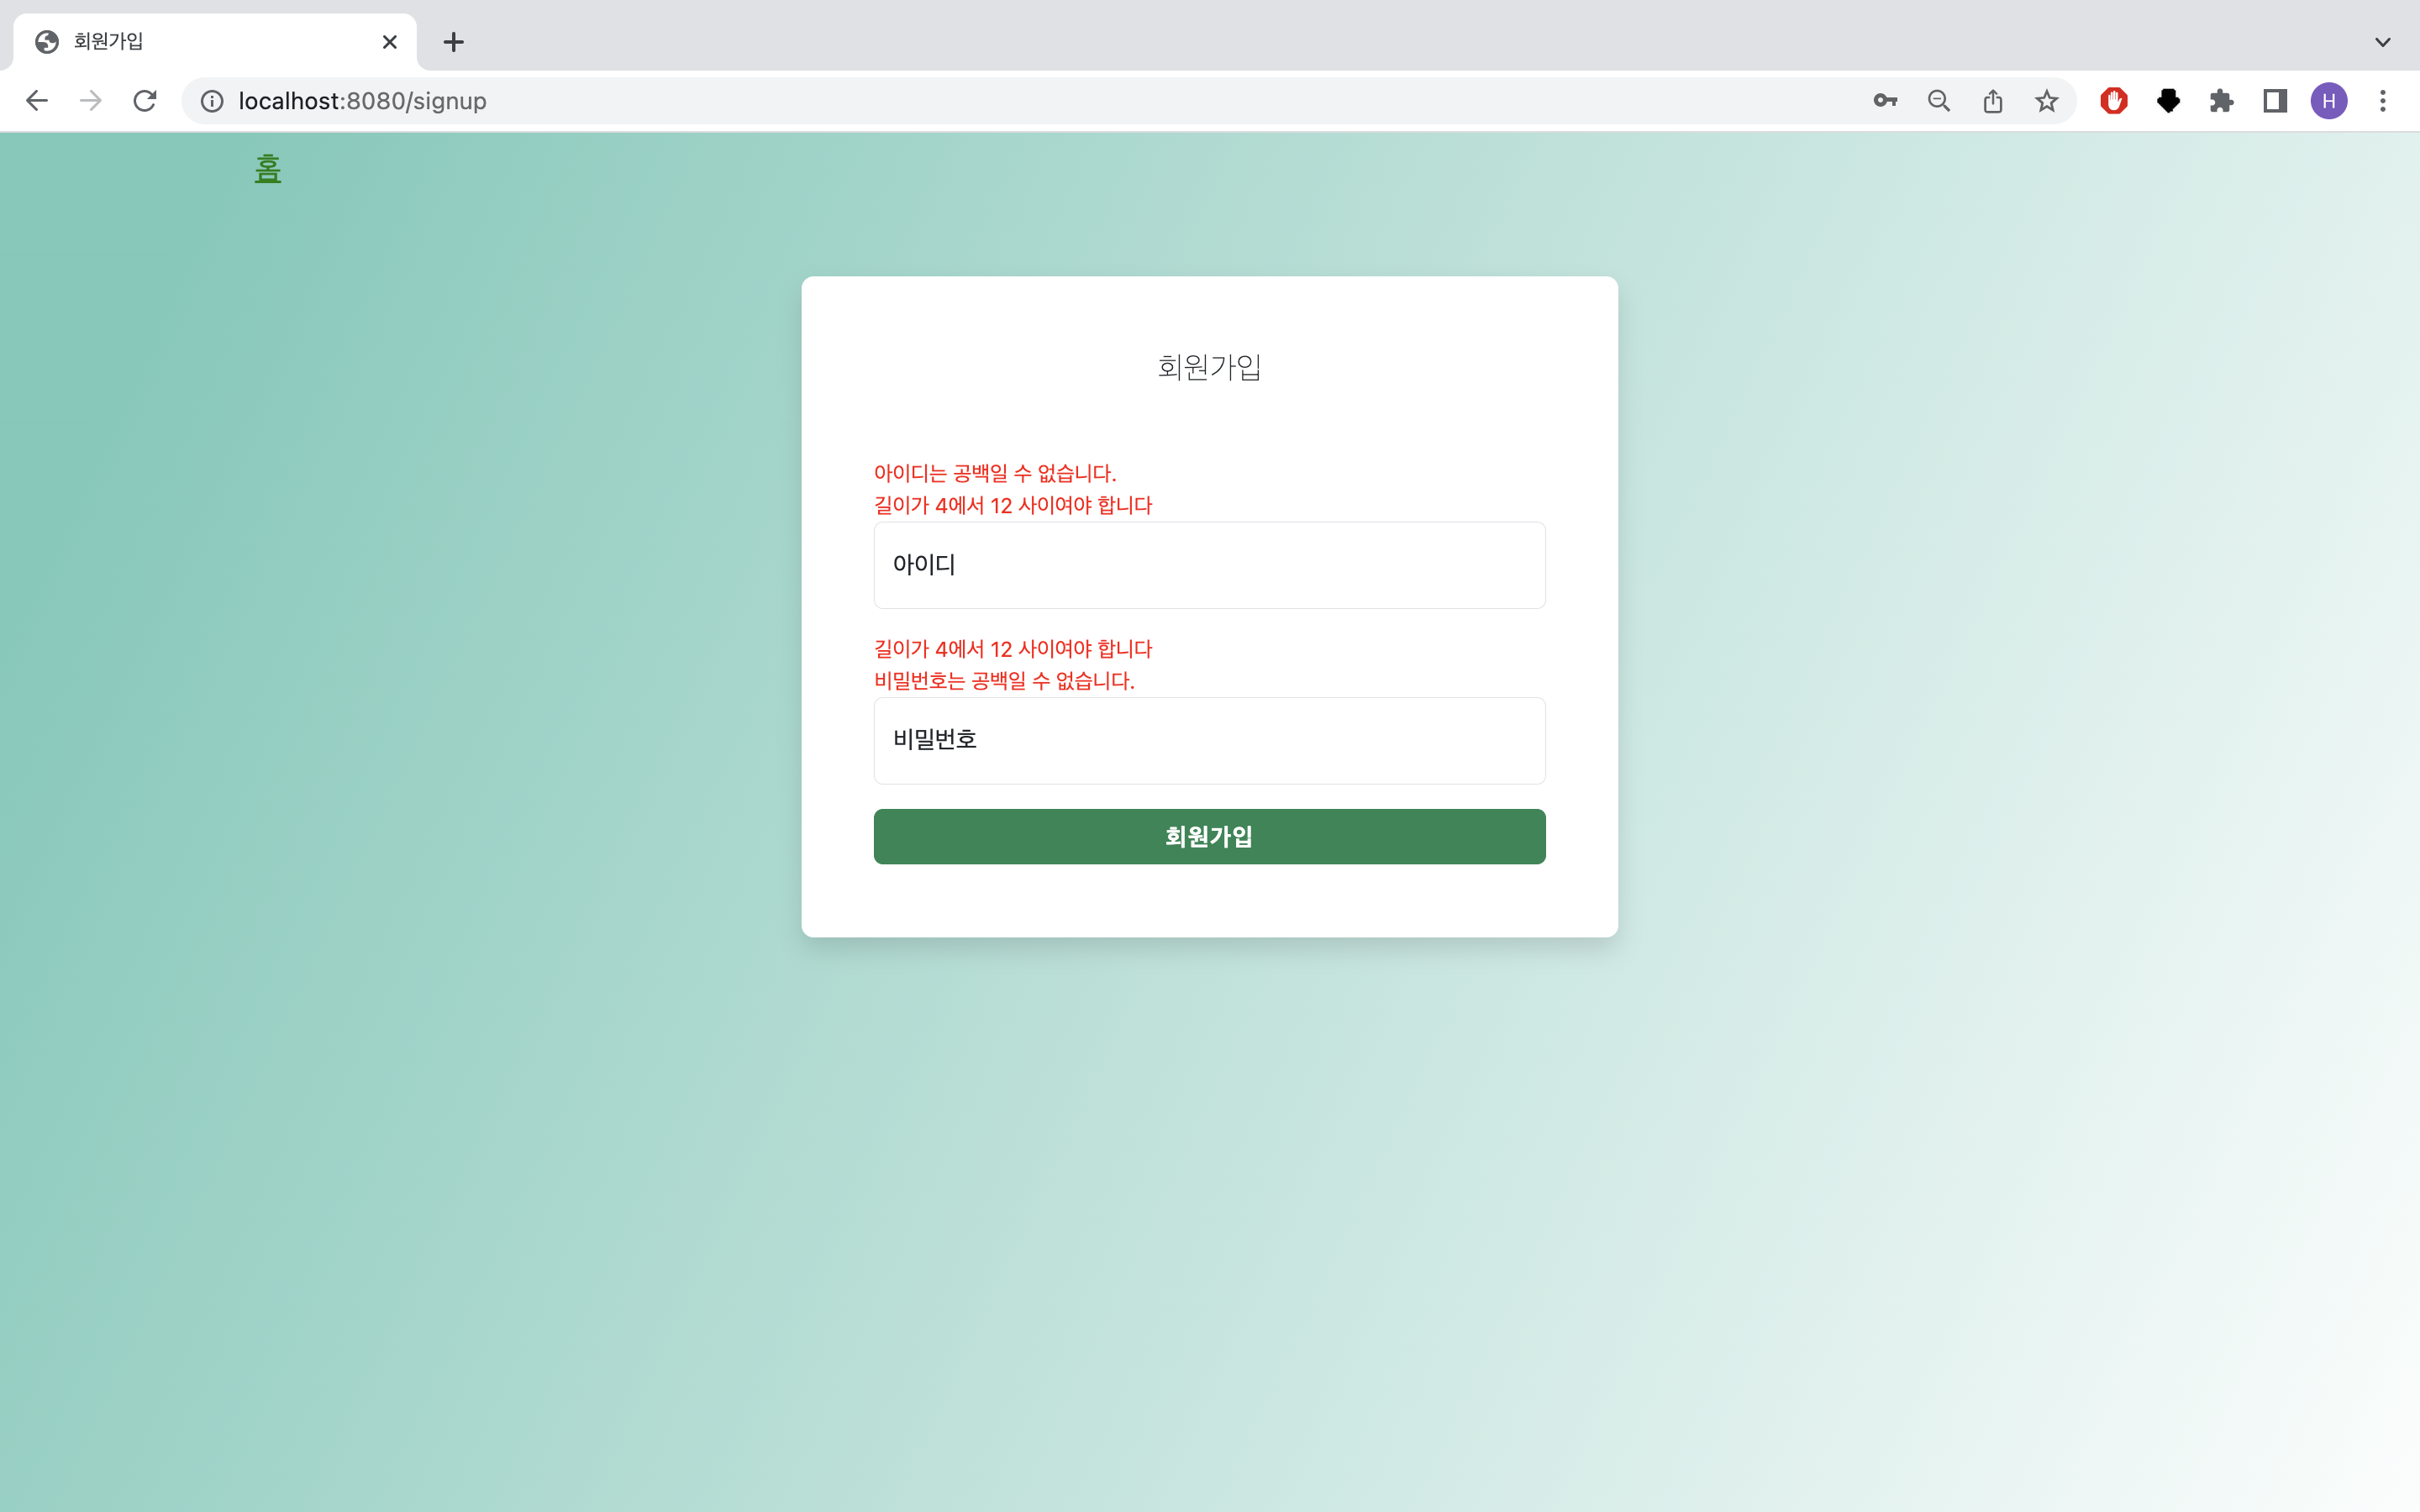 회원가입
localhost:8080/signup
H
홈
회원가입
아이디는 공백일 수 없습니다.
길이가 4에서 12 사이여야 합니다
아이디
길이가 4에서 12 사이여야 합니다
비밀번호는 공백일 수 없습니다.
비밀번호
회원가입